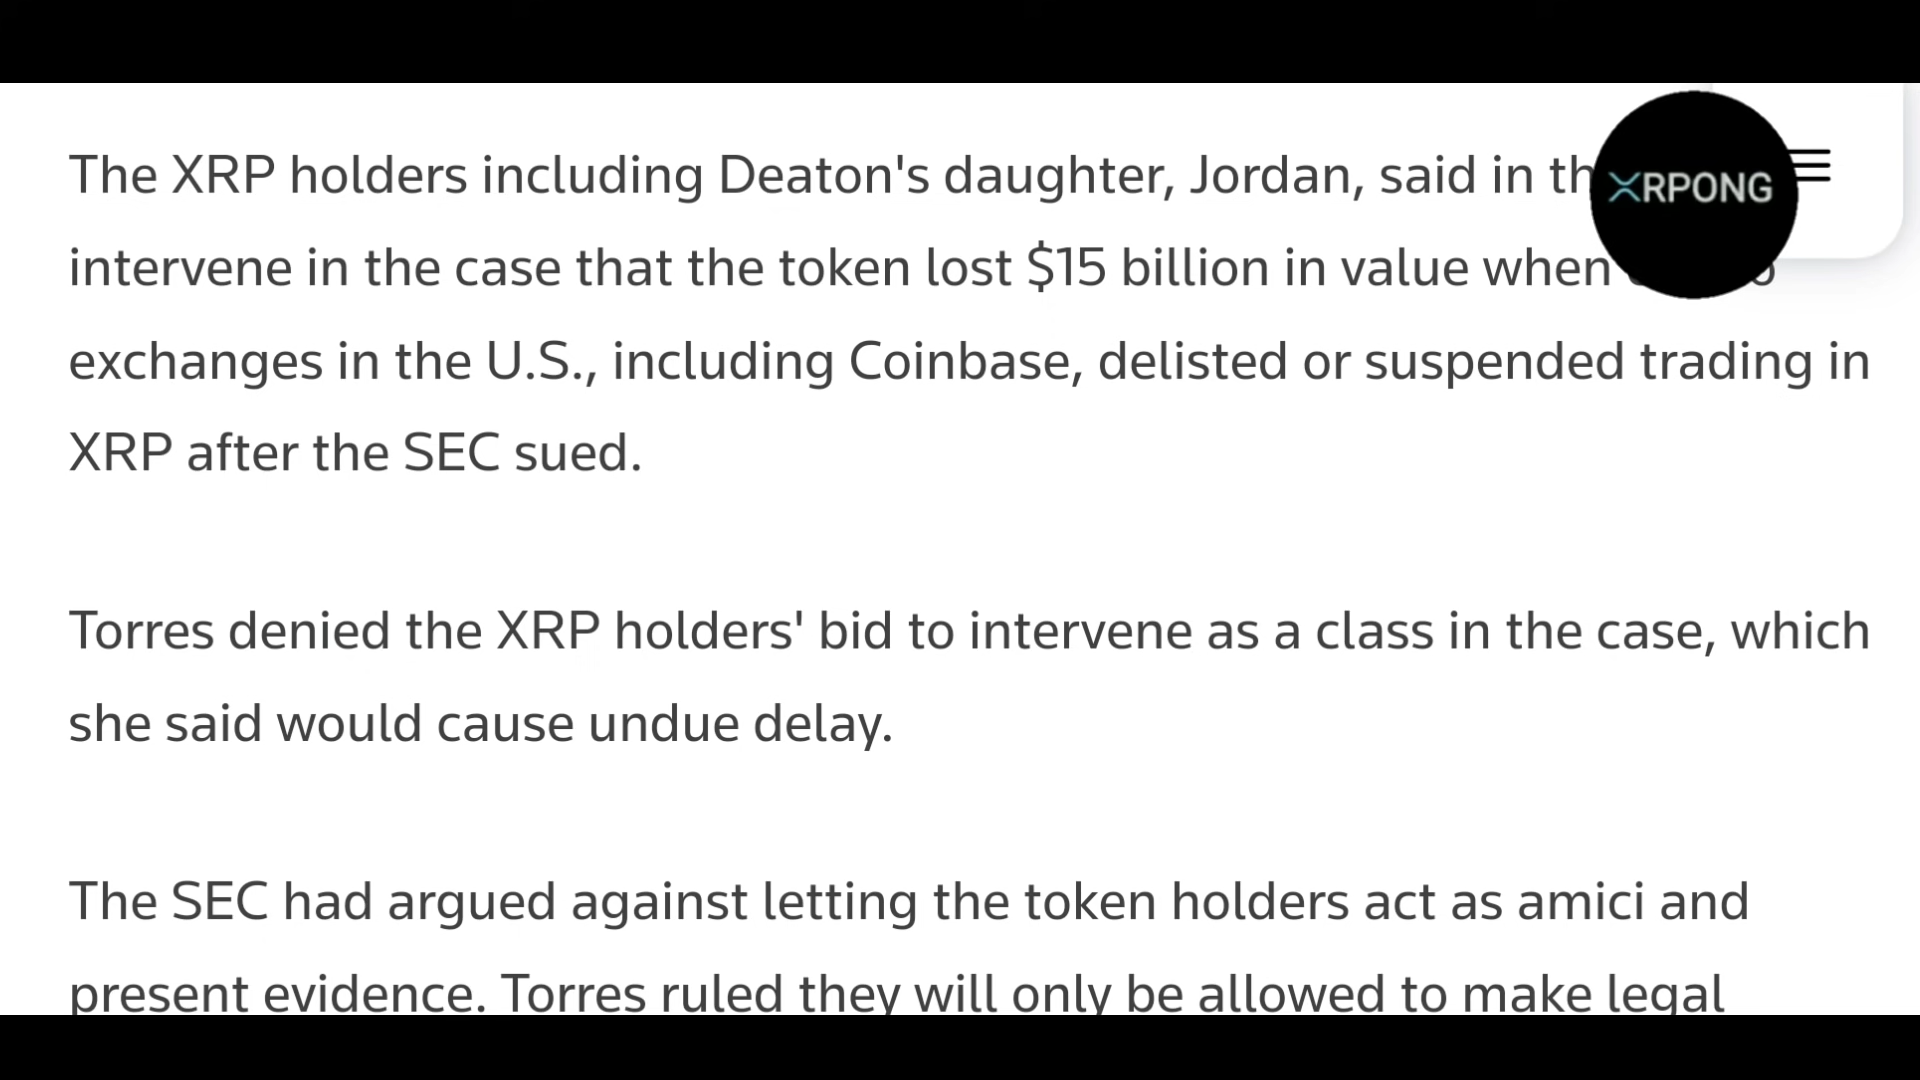 The XRP holders including Deaton's daughter, Jordan, said in
XRPONG
intervene in the case that the token lost $15 billion in value when
exchanges in the U.S., including Coinbase, delisted or suspended trading in
XRP after the SEC sued.
Torres denied the XRP holders' bid to intervene as a class in the case, which
she said would cause undue delay.
The SEC had argued against letting the token holders act as amici and
present evidence. Torres ruled they will only be allowed to make legal